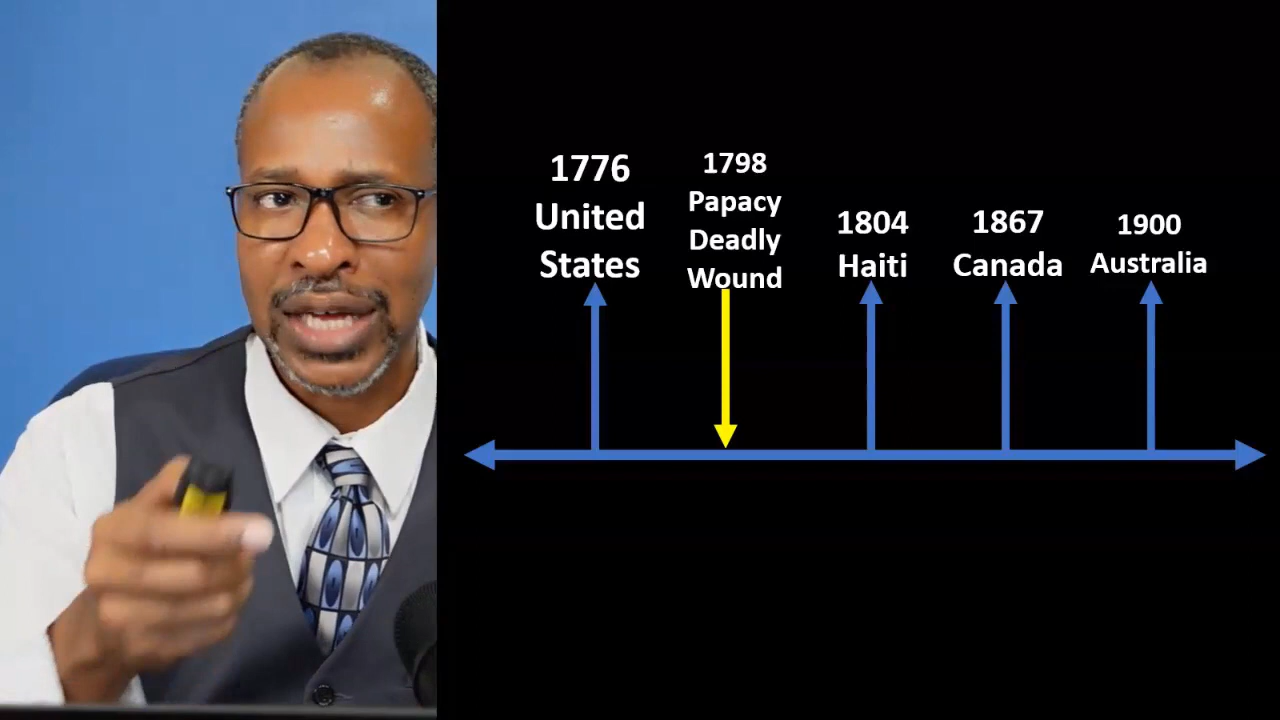 1776
United
States
1798
Papacy
Deadly
Wound
1804
Haiti
1867
Canada
1900
Australia